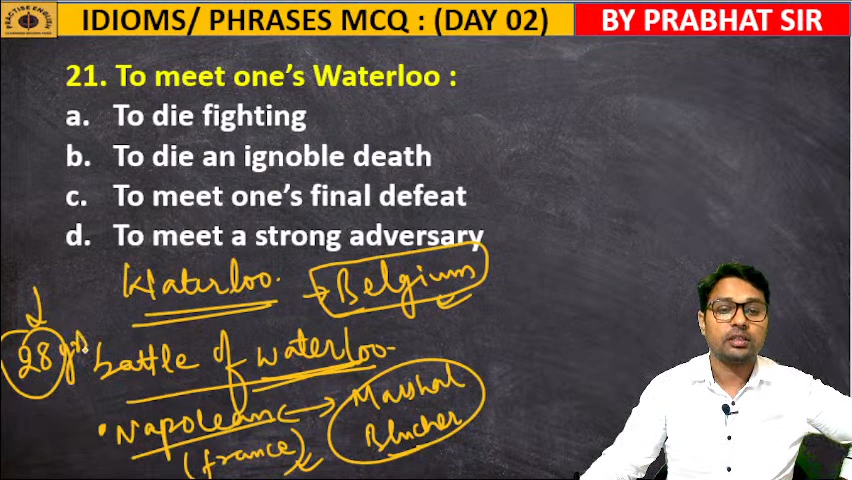 IDIOMS/ PHRASES MCQ : (DAY 02)
BY PRABHAT SIR
21. To meet one's Waterloo :
a. To die fighting
b. To die an ignoble death
c. To meet one's final defeat
d. To meet a strong adversary
Waterloo. → Belgium
28 battle of waterloo
• Napolean → Marshal
Blucher
(france)